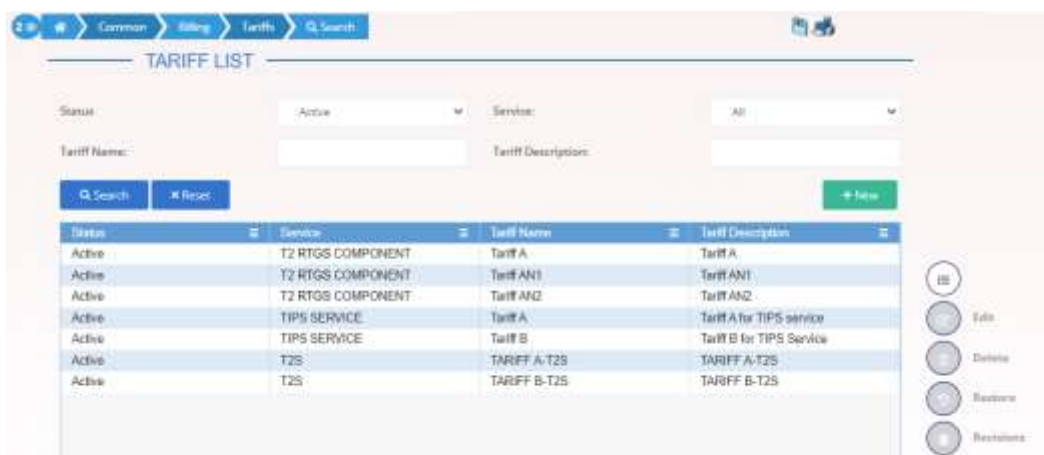 Common Billing Tariffs Search
TARIFF LIST
Status Active Service: All
Tariff Name: Tariff Description:
Search Reset New
Status Service Tariff Name Tariff Description
Active T2 RTGS COMPONENT Tariff A Tariff A
Active T2 RTGS COMPONENT Tariff AN1 Tariff AN1
Active T2 RTGS COMPONENT Tariff AN2 Tariff AN2
Active TIPS SERVICE Tariff A Tariff A for TIPS service
Active TIPS SERVICE Tariff B Tariff B for TIPS Service
Active T2S TARIFF A-T2S TARIFF A-T2S
Active T2S TARIFF B-T2S TARIFF B-T2S
Edit
Delete
Restore
Revisions